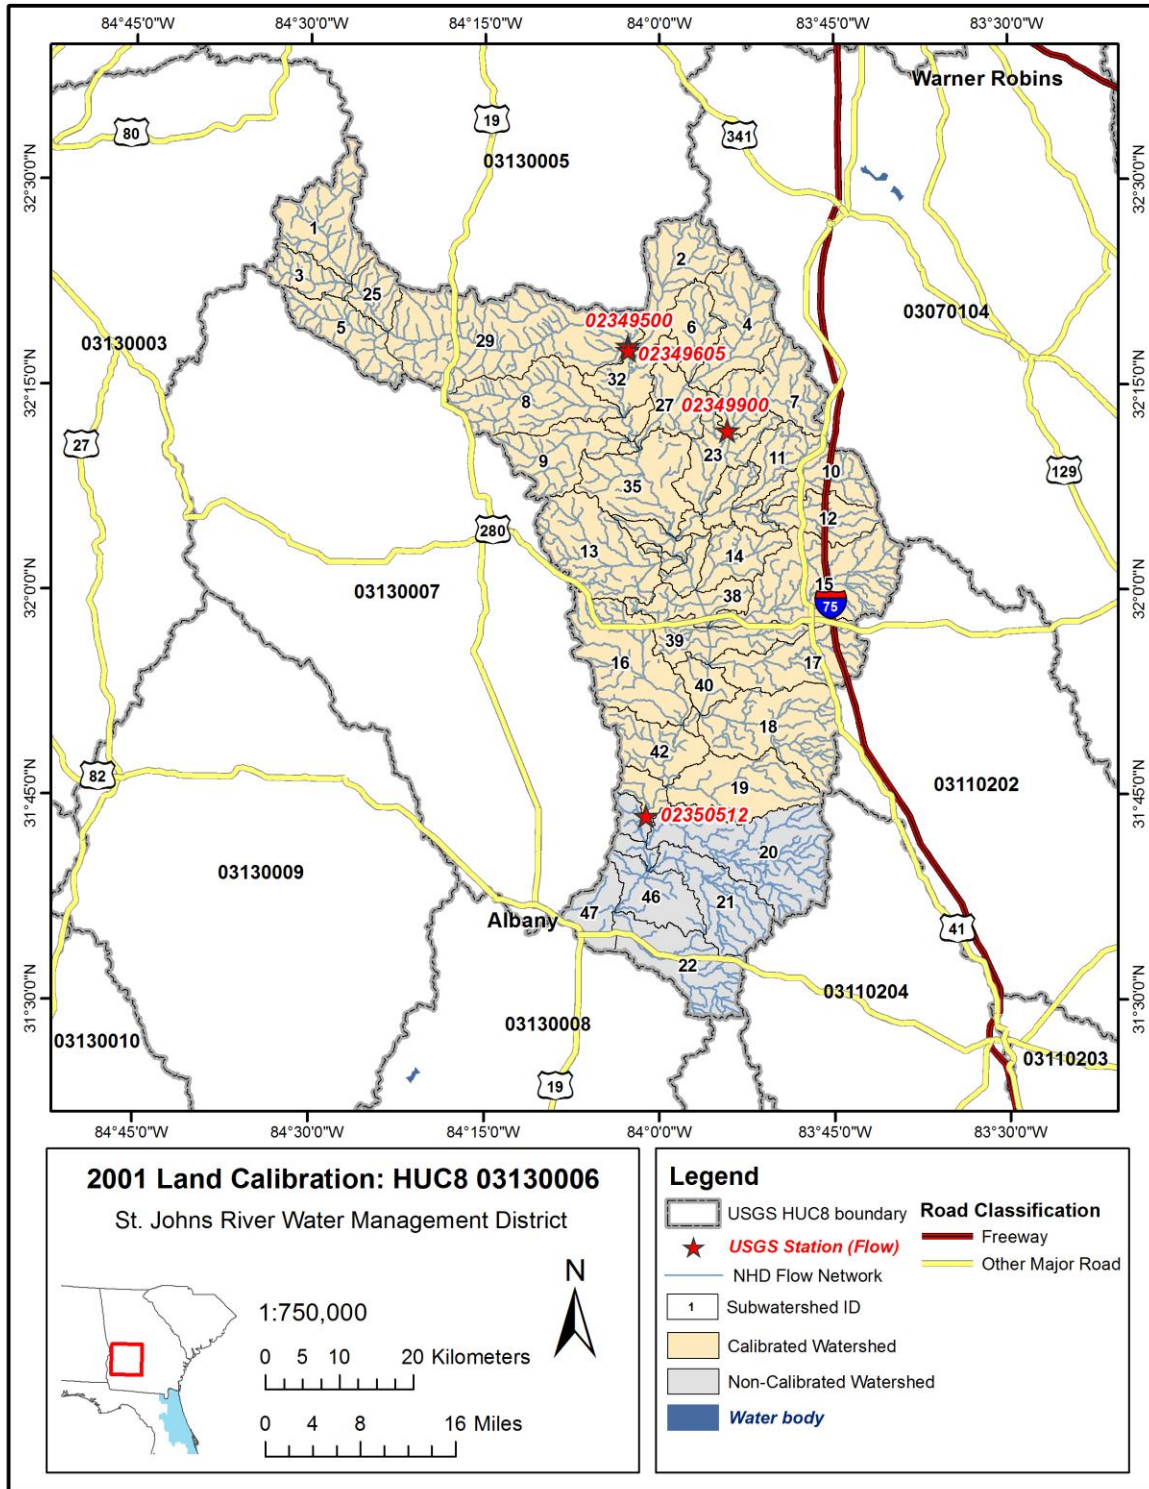 84°45'0"W 84°30'0"W 84°15'0"W 84°0'0"W 83°45'0"W 83°30'0"W
Warner Robins
80
19
341
03130005
32°30'0"N
32°30'0"N
1
2
3
25
4
03070104
02349500
6
5
29
03130003
02349605
32
32°15'0"N
32°15'0"N
8
27
02349900
7
27
23
11
9
10
129
35
12
280
13
14
15
03130007
38
32°0'0"N
32°0'0"N
75
39
16
17
40
18
42
82
19
03110202
31°45'0"N
31°45'0"N
02350512
20
03130009
46
21
47
Albany
41
22
03110204
31°30'0"N
31°30'0"N
03130008
03130010
03110203
19
84°45'0"W 84°30'0"W 84°15'0"W 84°0'0"W 83°45'0"W 83°30'0"W
2001 Land Calibration: HUC8 03130006
St. Johns River Water Management District
N
1:750,000
0 5 10 20 Kilometers
0 4 8 16 Miles
Legend
USGS HUC8 boundary
USGS Station (Flow)
NHD Flow Network
1 Subwatershed ID
Calibrated Watershed
Non-Calibrated Watershed
Water body
Road Classification
Freeway
Other Major Road